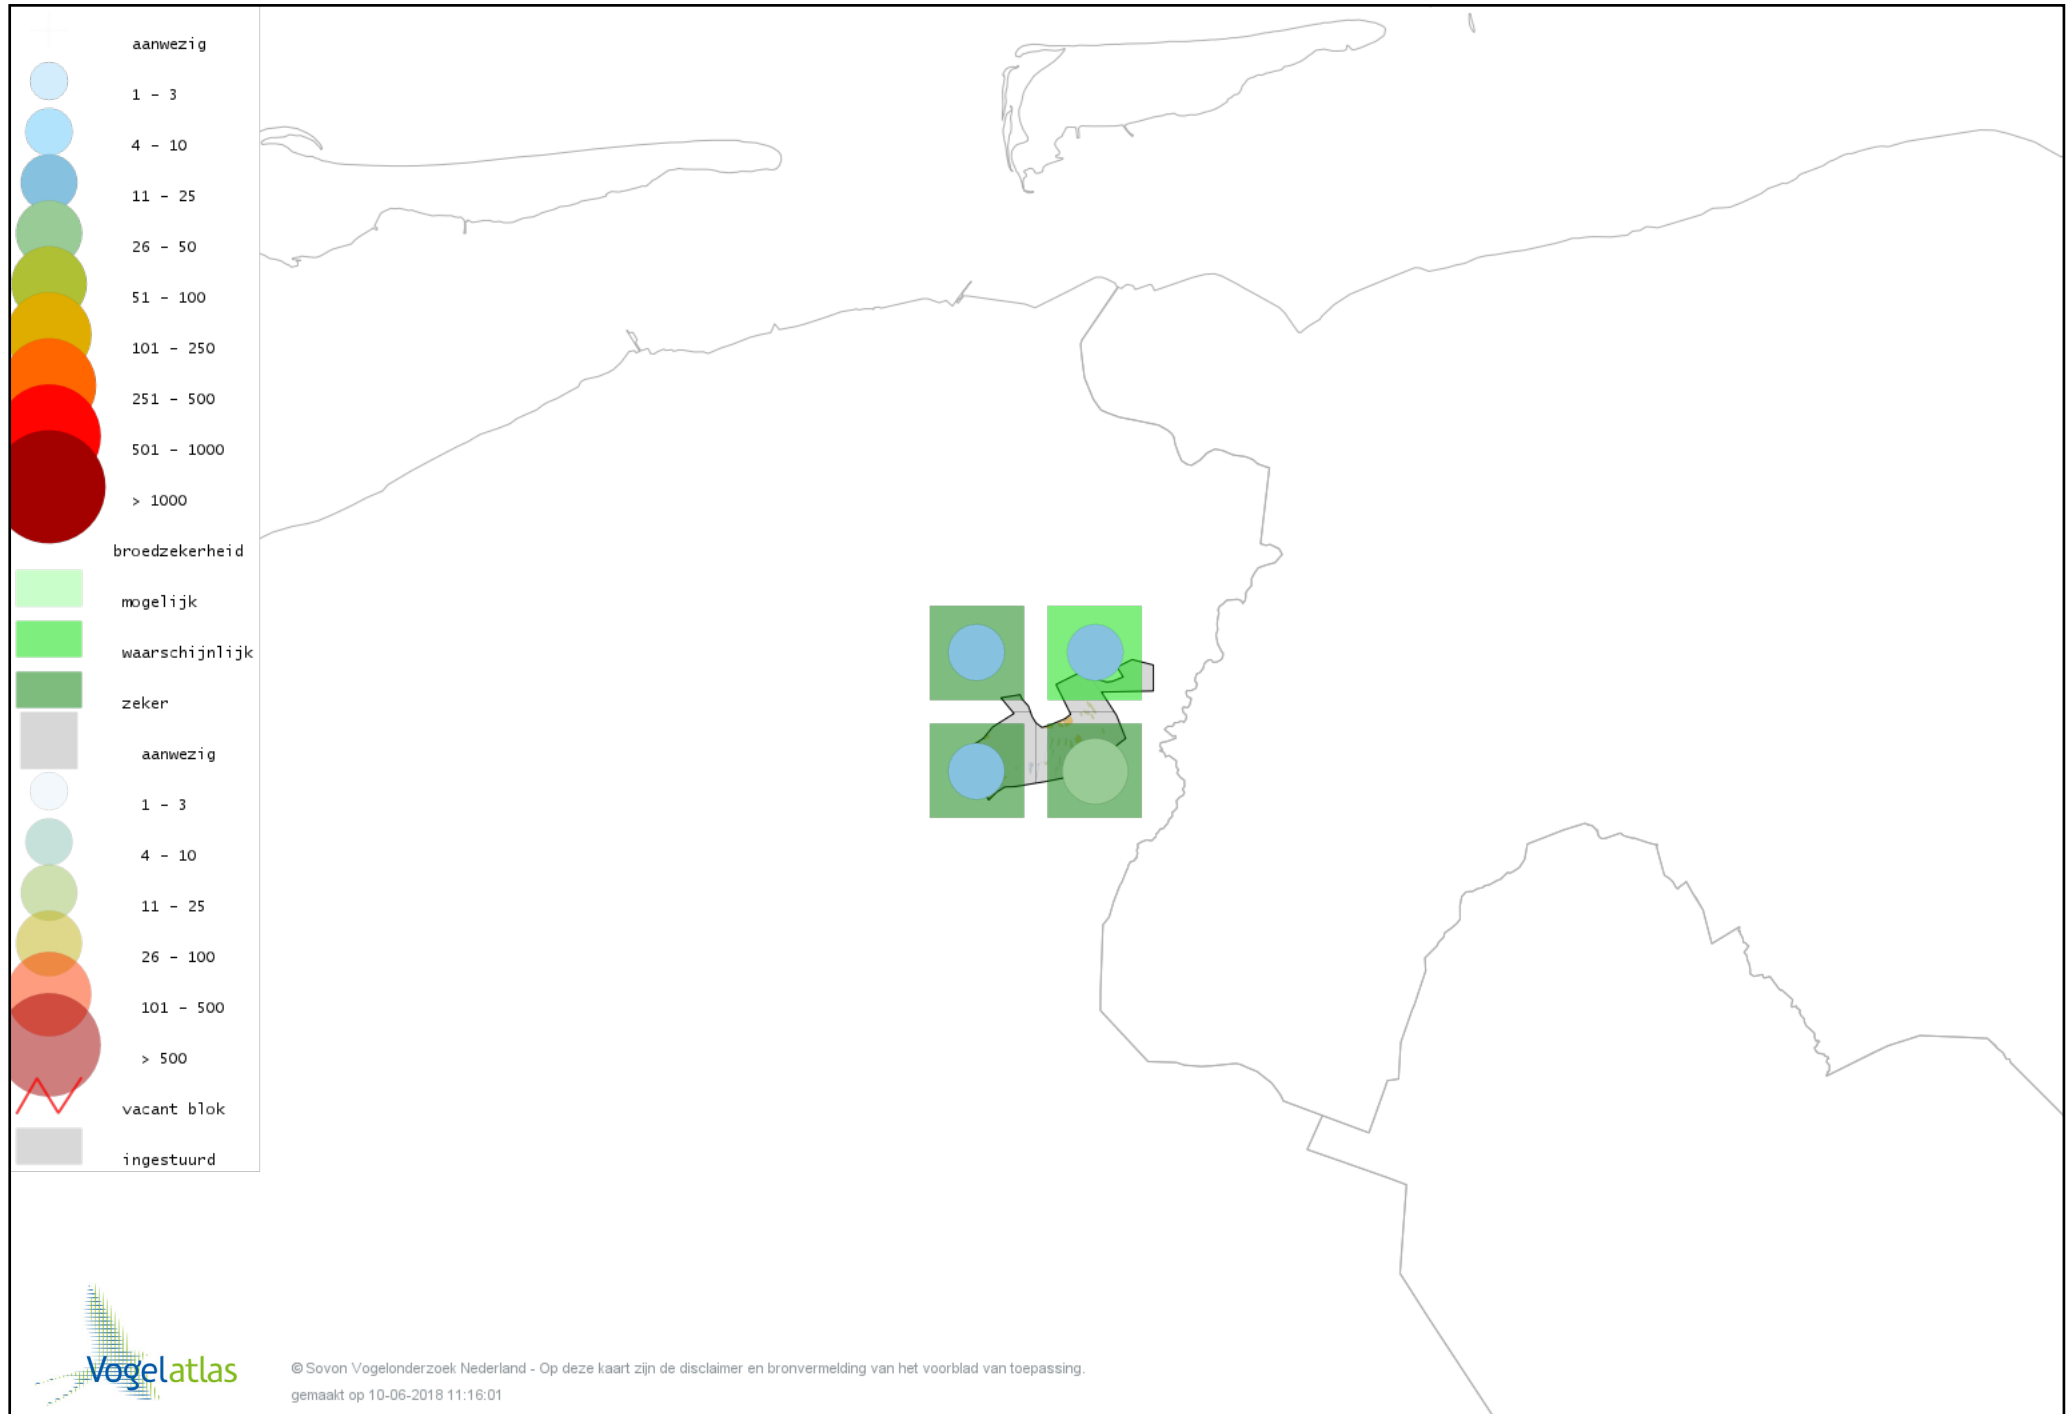 aanwezig
1 - 3
4 - 10
11 - 25
26 - 50
51 - 100
101 - 250
251 - 500
501 - 1000
> 1000
broedzekerheid
mogelijk
waarschijnlijk
zeker
aanwezig
1 - 3
4 - 10
11 - 25
26 - 100
101 - 500
> 500
vacant blok
ingestuurd
Vogelatlas
© Sovon Vogelonderzoek Nederland - Op deze kaart zijn de disclaimer en bronvermelding van het voorblad van toepassing.
gemaakt op 10-06-2018 11:16:01